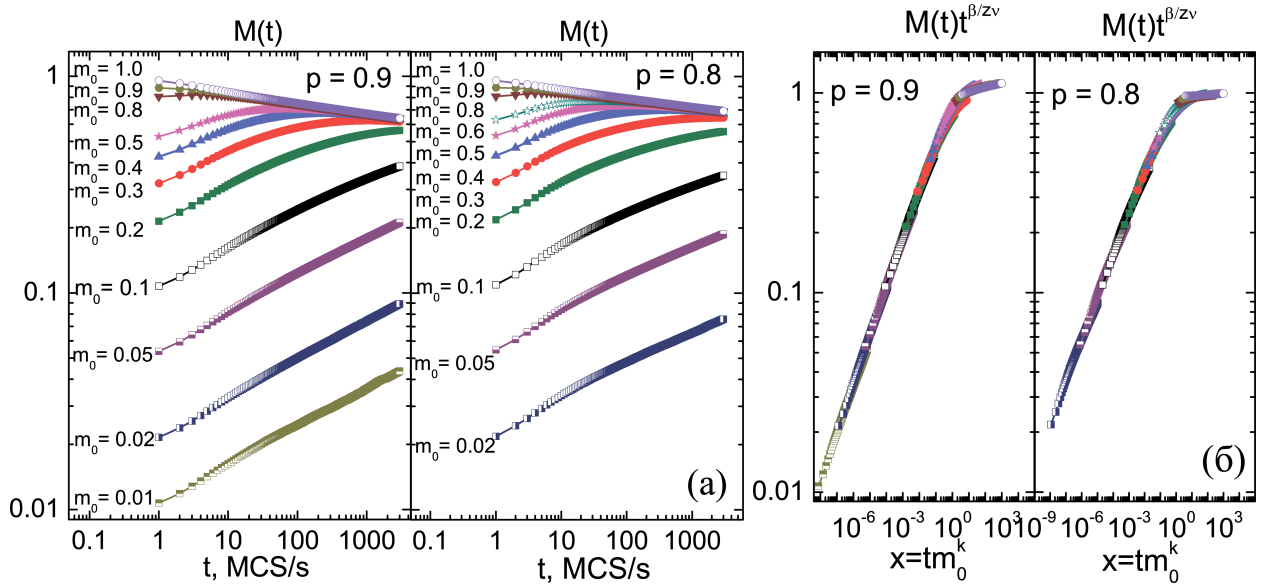 M(t)
M(t)
M(t)t^β/zν
M(t)t^β/zν
1
0.1
0.01
m₀= 1.0
m₀= 0.9
m₀= 0.8
m₀= 0.5
m₀= 0.4
m₀= 0.3
m₀= 0.2
m₀= 0.1
m₀= 0.05
m₀= 0.02
m₀= 0.01
p = 0.9
m₀= 1.0
m₀= 0.9
m₀= 0.8
m₀= 0.6
m₀= 0.5
m₀= 0.4
m₀= 0.3
m₀= 0.2
m₀= 0.1
m₀= 0.05
m₀= 0.02
p = 0.8
(а)
0.1 1 10 100 1000
0.1 1 10 100 1000
t, MCS/s
t, MCS/s
1
0.1
0.01
p = 0.9
p = 0.8
(б)
10⁻⁶ 10⁻³ 10⁰ 10³
10⁻⁹ 10⁻⁶ 10⁻³ 10⁰ 10³
x=tm₀ᵏ
x=tm₀ᵏ